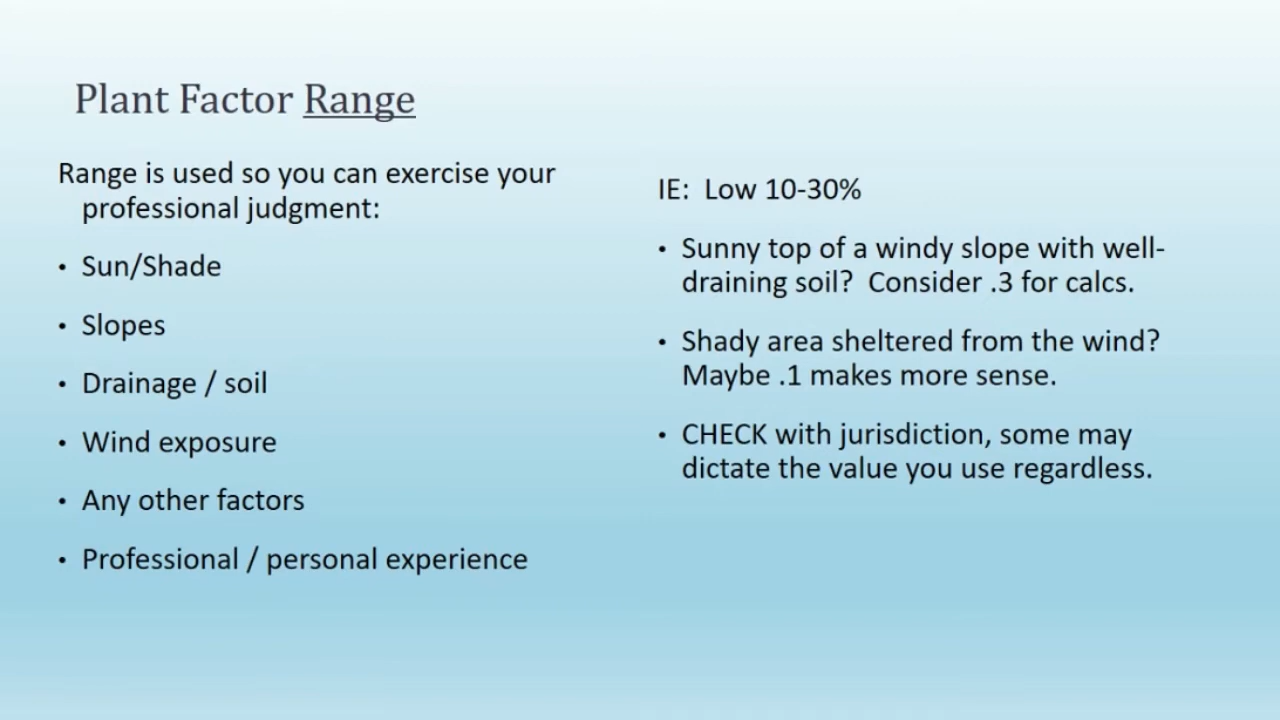 Plant Factor Range
Range is used so you can exercise your
professional judgment:
• Sun/Shade
• Slopes
• Drainage / soil
• Wind exposure
• Any other factors
• Professional / personal experience
IE:  Low 10-30%
• Sunny top of a windy slope with well-
draining soil?  Consider .3 for calcs.
• Shady area sheltered from the wind?
Maybe .1 makes more sense.
• CHECK with jurisdiction, some may
dictate the value you use regardless.